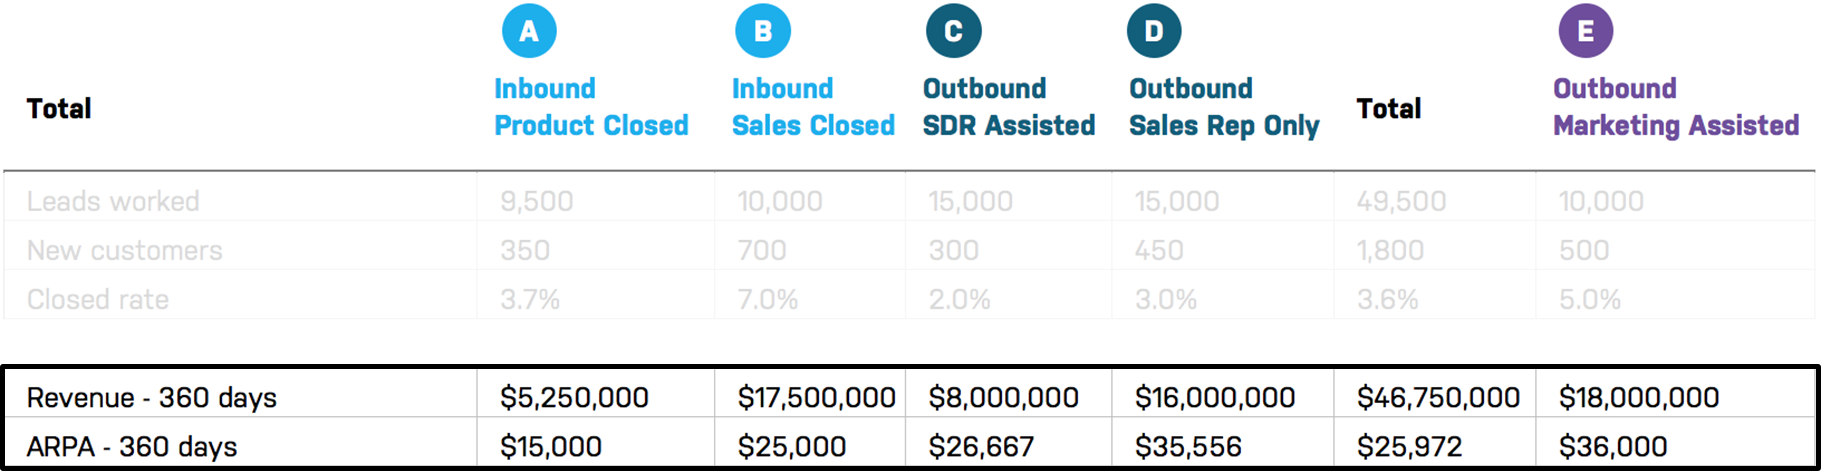 A B C D E
Total Inbound Product Closed Inbound Sales Closed Outbound SDR Assisted Outbound Sales Rep Only Total Outbound Marketing Assisted
Leads worked 9,500 10,000 15,000 15,000 49,500 10,000
New customers 350 700 300 450 1,800 500
Closed rate 3.7% 7.0% 2.0% 3.0% 3.6% 5.0%
Revenue - 360 days $5,250,000 $17,500,000 $8,000,000 $16,000,000 $46,750,000 $18,000,000
ARPA - 360 days $15,000 $25,000 $26,667 $35,556 $25,972 $36,000